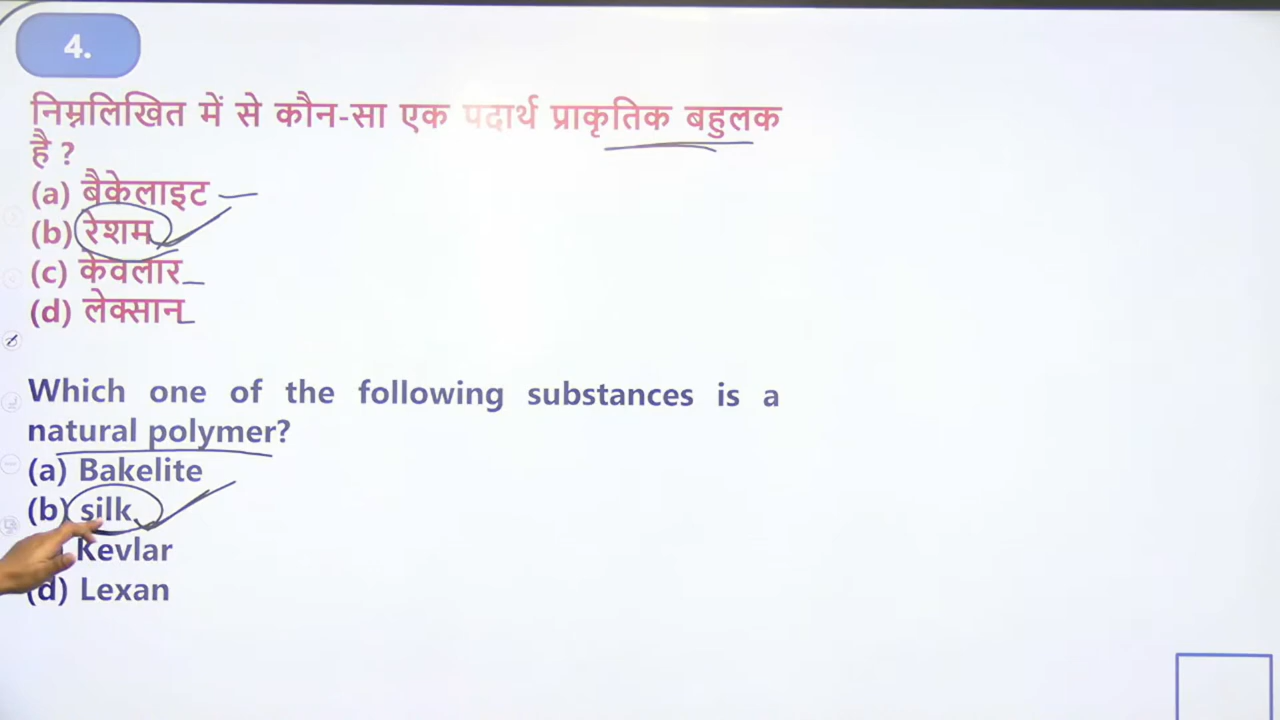 4.
निम्नलिखित में से कौन-सा एक पदार्थ प्राकृतिक बहुलक
है ?
(a) बैकेलाइट
(b) रेशम
(c) केवलार
(d) लेक्सान
Which one of the following substances is a
natural polymer?
(a) Bakelite
(b) silk
Kevlar
(d) Lexan